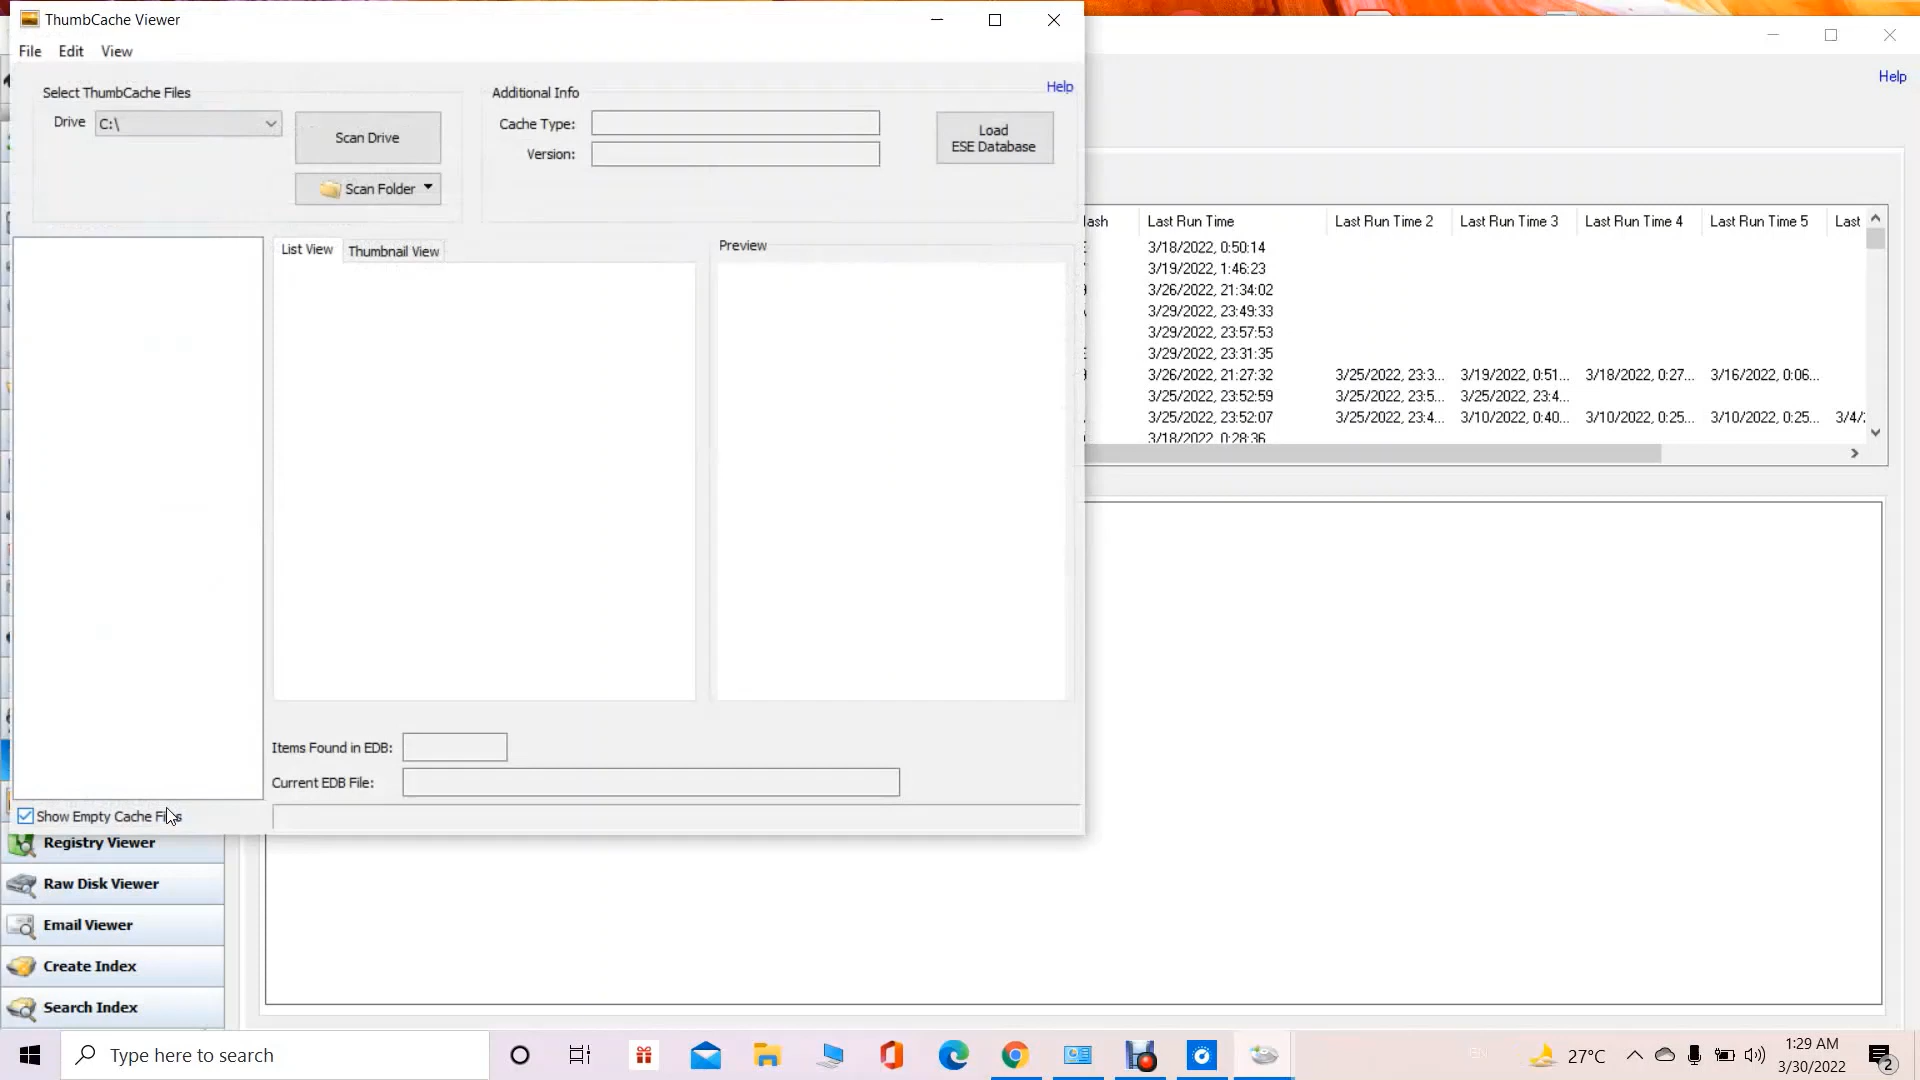 ThumbCache Viewer
File Edit View
Help
Select ThumbCache Files
Drive C:\
Scan Drive
Scan Folder
Additional Info
Help
Cache Type:
Version:
Load
ESE Database
List View Thumbnail View
Preview
Last Run Time Last Run Time 2 Last Run Time 3 Last Run Time 4 Last Run Time 5 Last
3/18/2022, 0:50:14
3/19/2022, 1:46:23
3/26/2022, 21:34:02
3/29/2022, 23:49:33
3/29/2022, 23:57:53
3/29/2022, 23:31:35
3/26/2022, 21:27:32 3/25/2022, 23:3... 3/19/2022, 0:51... 3/18/2022, 0:27... 3/16/2022, 0:06...
3/25/2022, 23:52:59 3/25/2022, 23:5... 3/25/2022, 23:4...
3/25/2022, 23:52:07 3/25/2022, 23:4... 3/10/2022, 0:40... 3/10/2022, 0:25... 3/10/2022, 0:25... 3/4/
3/18/2022, 0:28:36
Items Found in EDB:
Current EDB File:
Show Empty Cache Files
Registry Viewer
Raw Disk Viewer
Email Viewer
Create Index
Search Index
Type here to search
27°C
1:29 AM
3/30/2022
2